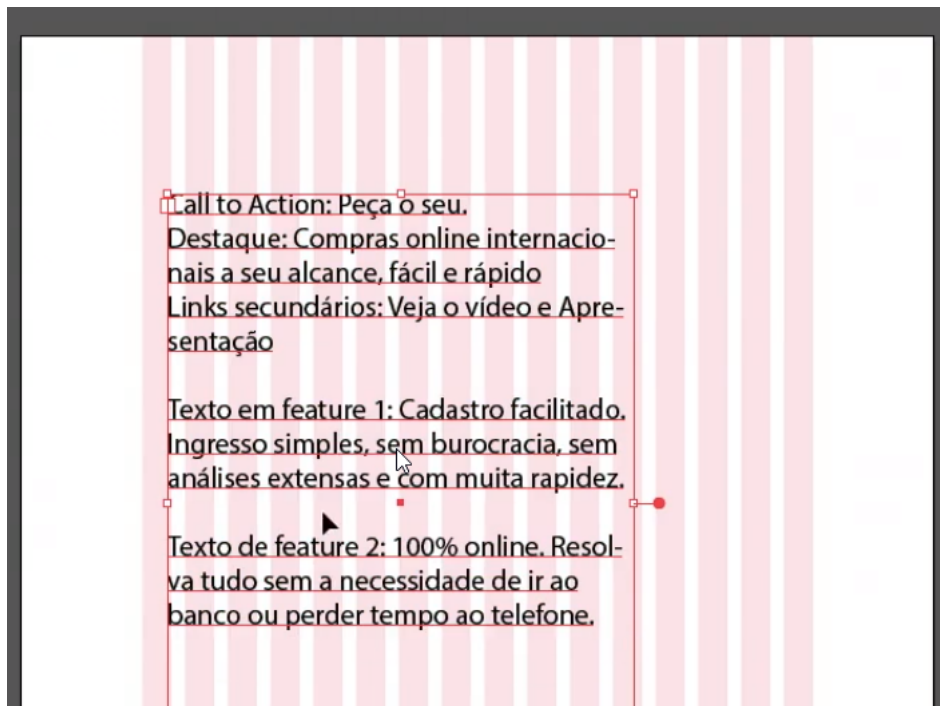 Call to Action: Peça o seu.
Destaque: Compras online internacio-
nais a seu alcance, fácil e rápido
Links secundários: Veja o vídeo e Apre-
sentação
Texto em feature 1: Cadastro facilitado.
Ingresso simples, sem burocracia, sem
análises extensas e com muita rapidez.
Texto de feature 2: 100% online. Resol-
va tudo sem a necessidade de ir ao
banco ou perder tempo ao telefone.